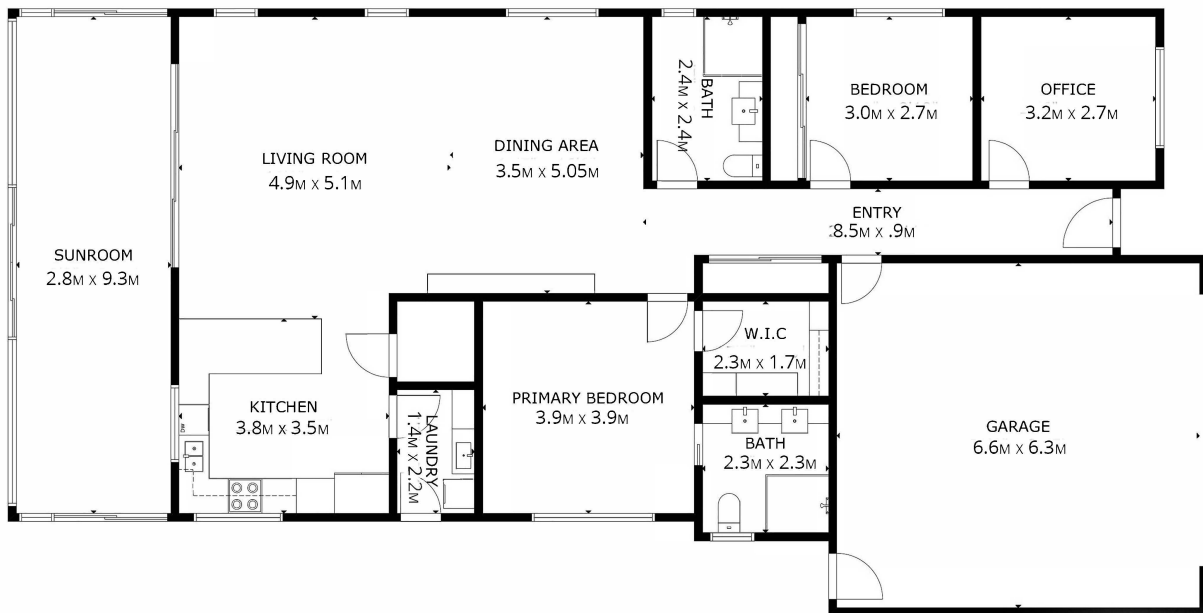 BATH
2.4M X 2.4M
BEDROOM
3.0M X 2.7M
OFFICE
3.2M X 2.7M
LIVING ROOM
4.9M X 5.1M
DINING AREA
3.5M X 5.05M
ENTRY
8.5M X .9M
SUNROOM
2.8M X 9.3M
W.I.C
2.3M X 1.7M
KITCHEN
3.8M X 3.5M
DW
LAUNDRY
1.4M X 2.2M
PRIMARY BEDROOM
3.9M X 3.9M
BATH
2.3M X 2.3M
GARAGE
6.6M X 6.3M